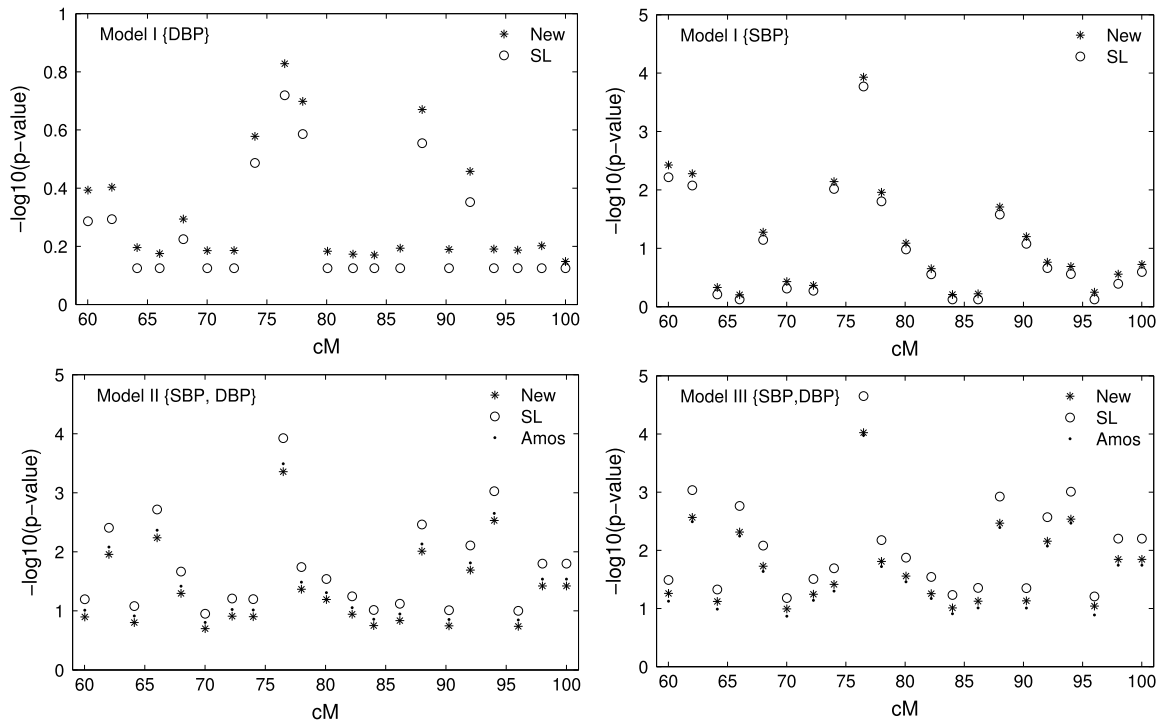 Model I {DBP}
New
SL
1
0.8
0.6
0.4
0.2
0
−log10(p−value)
60 65 70 75 80 85 90 95 100
cM
Model I {SBP}
New
SL
5
4
3
2
1
0
−log10(p−value)
60 65 70 75 80 85 90 95 100
cM
Model II {SBP, DBP}
New
SL
Amos
5
4
3
2
1
0
−log10(p−value)
60 65 70 75 80 85 90 95 100
cM
Model III {SBP,DBP}
New
SL
Amos
5
4
3
2
1
0
−log10(p−value)
60 65 70 75 80 85 90 95 100
cM